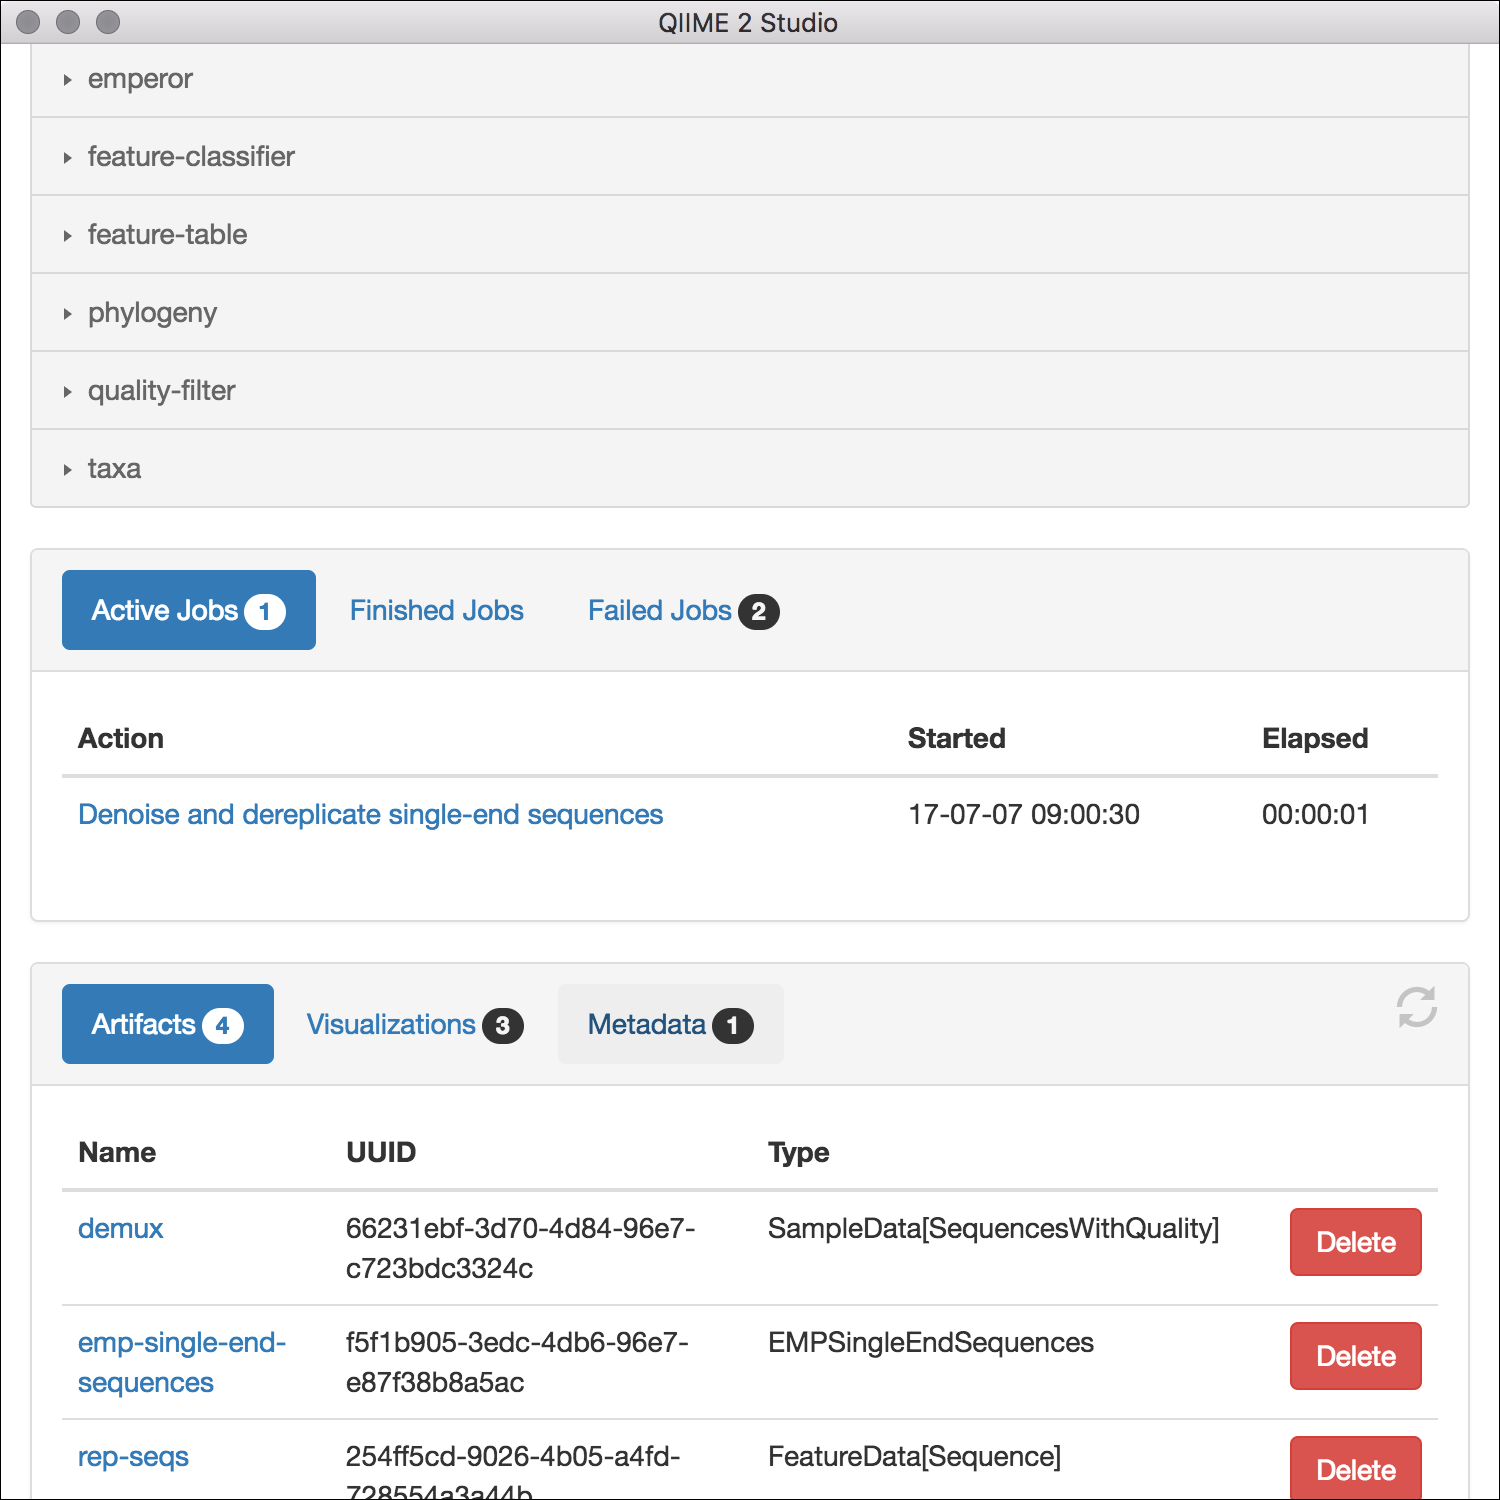 QIIME 2 Studio
emperor
feature-classifier
feature-table
phylogeny
quality-filter
taxa
Active Jobs 1 Finished Jobs Failed Jobs 2
Action Started Elapsed
Denoise and dereplicate single-end sequences 17-07-07 09:00:30 00:00:01
Artifacts 4 Visualizations 3 Metadata 1
Name UUID Type
demux 66231ebf-3d70-4d84-96e7- SampleData[SequencesWithQuality] Delete
c723bdc3324c
emp-single-end- f5f1b905-3edc-4db6-96e7- EMPSingleEndSequences Delete
sequences e87f38b8a5ac
rep-seqs 254ff5cd-9026-4b05-a4fd- FeatureData[Sequence] Delete
728554a3a44b